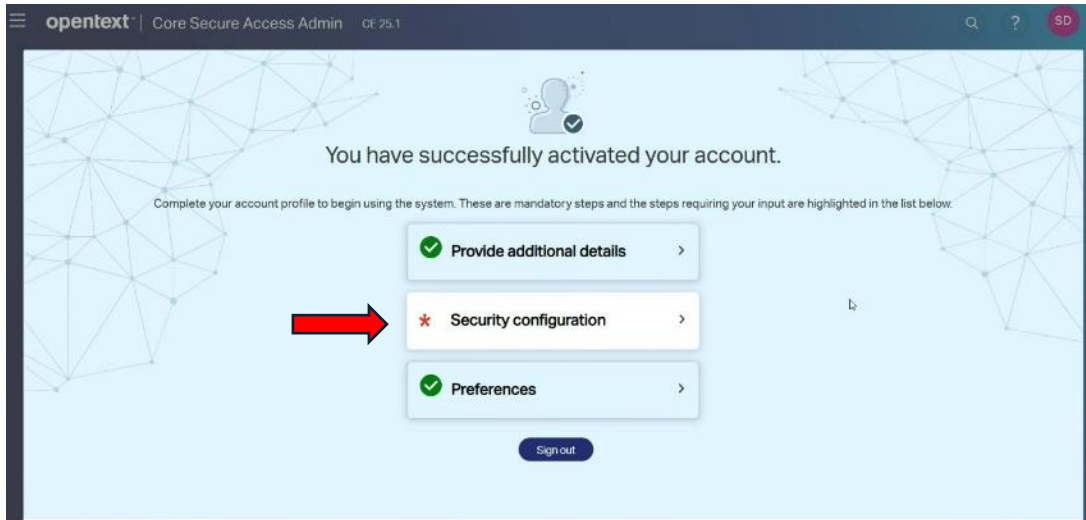 opentext™ | Core Secure Access Admin CE 25.1
? SD
You have successfully activated your account.
Complete your account profile to begin using the system. These are mandatory steps and the steps requiring your input are highlighted in the list below.
Provide additional details
* Security configuration
Preferences
Sign out